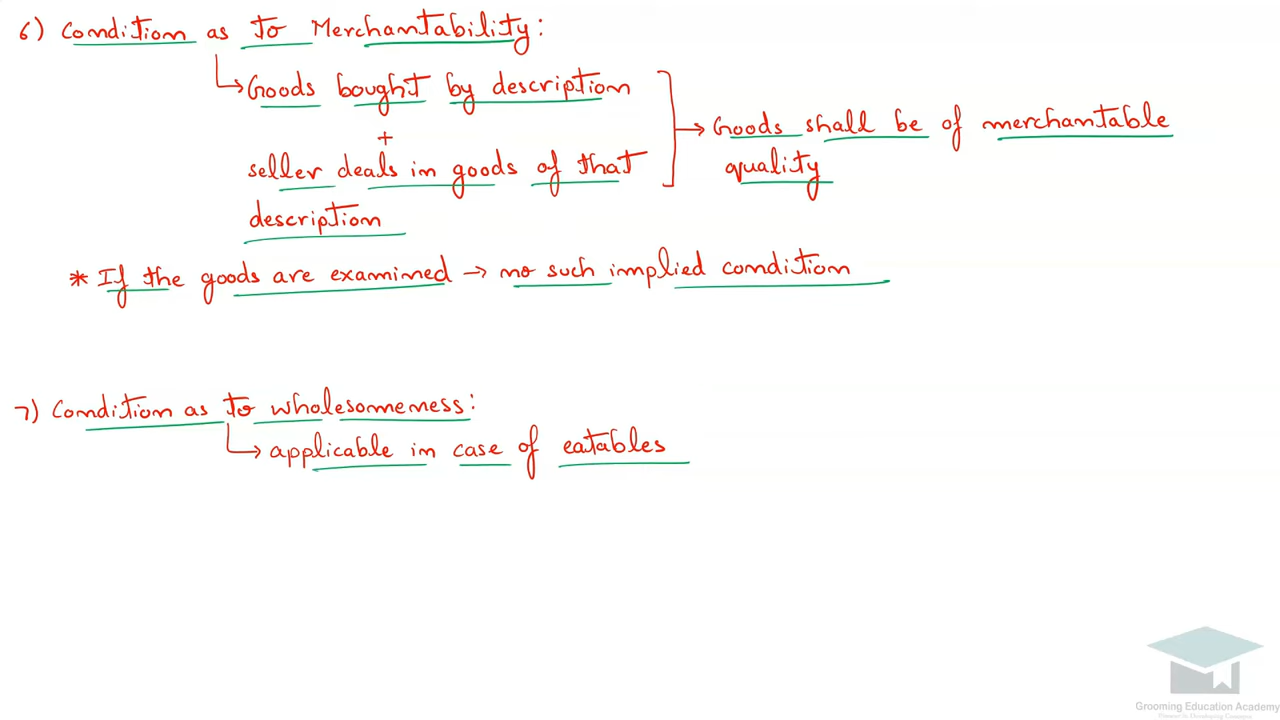 6) Condition as to Merchantability:
Goods bought by description
+
seller deals in goods of that
description
→ Goods shall be of merchantable
quality
* If the goods are examined → no such implied condition
7) Condition as to wholesomeness:
applicable in case of eatables
Grooming Education Academy